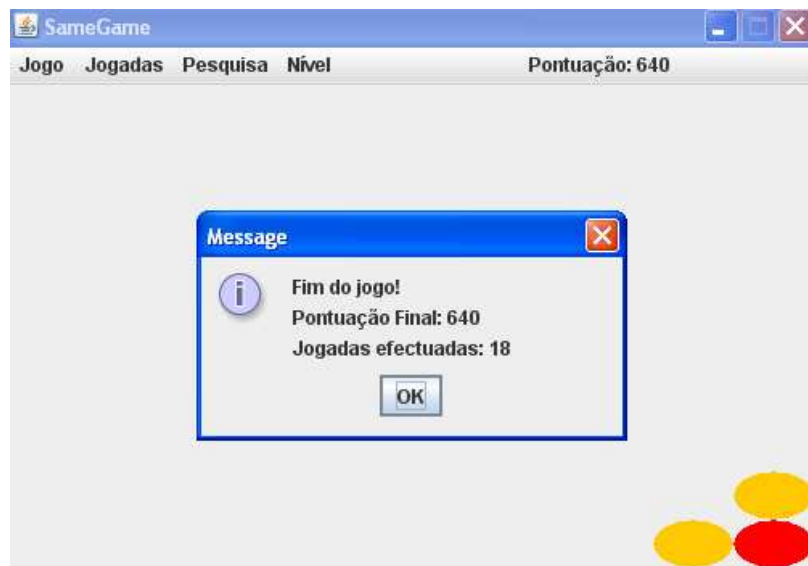 SameGame
Jogo Jogadas Pesquisa Nível Pontuação: 640
Message
Fim do jogo!
Pontuação Final: 640
Jogadas efectuadas: 18
OK